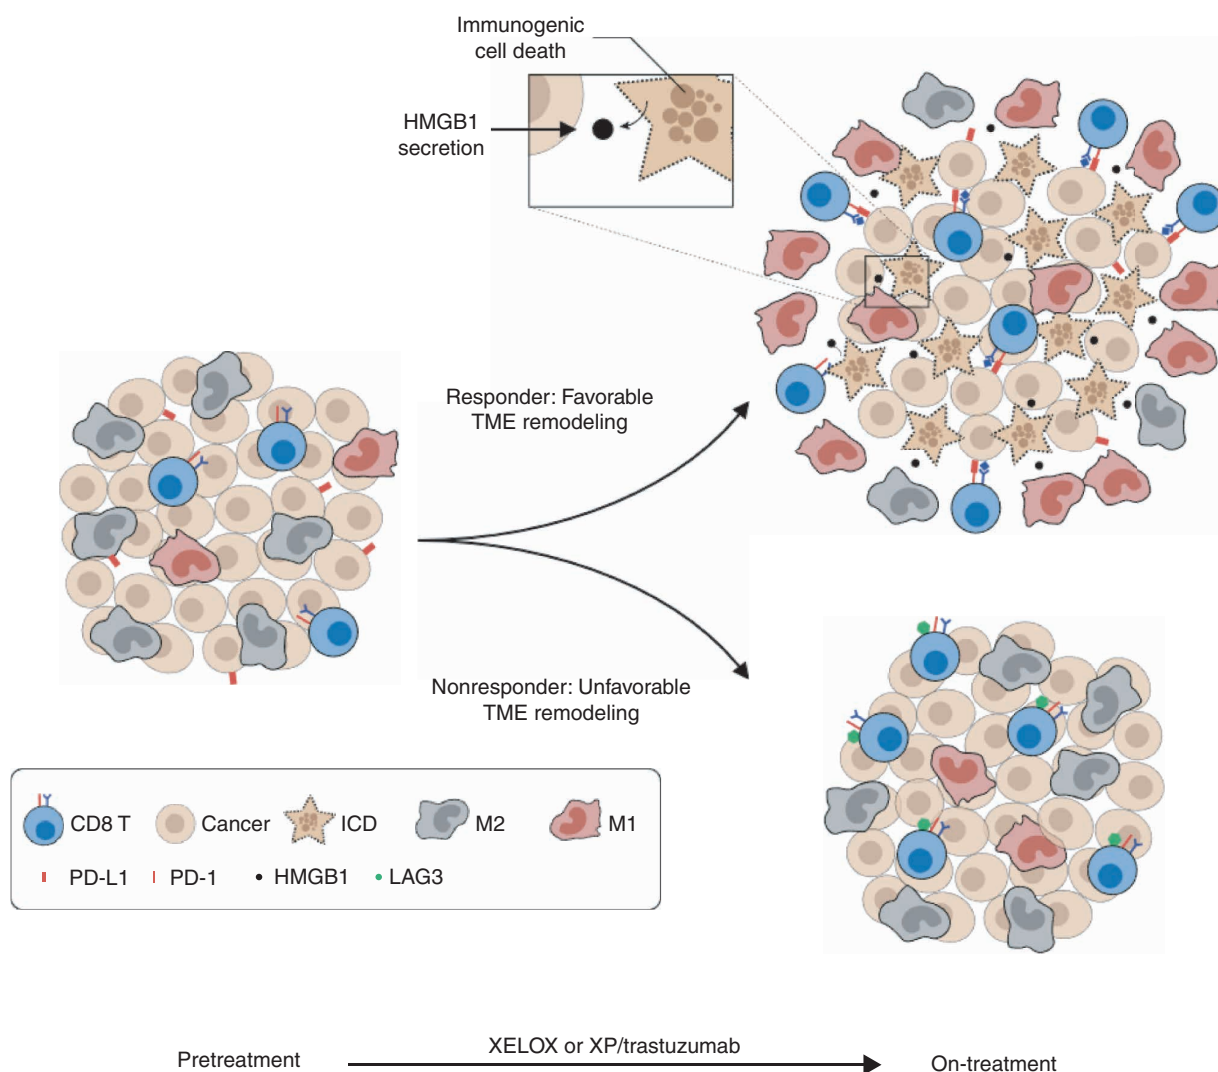 Immunogenic
cell death
HMGB1
secretion
Responder: Favorable
TME remodeling
Nonresponder: Unfavorable
TME remodeling
CD8 T
Cancer
ICD
M2
M1
PD-L1
PD-1
HMGB1
LAG3
Pretreatment
XELOX or XP/trastuzumab
On-treatment